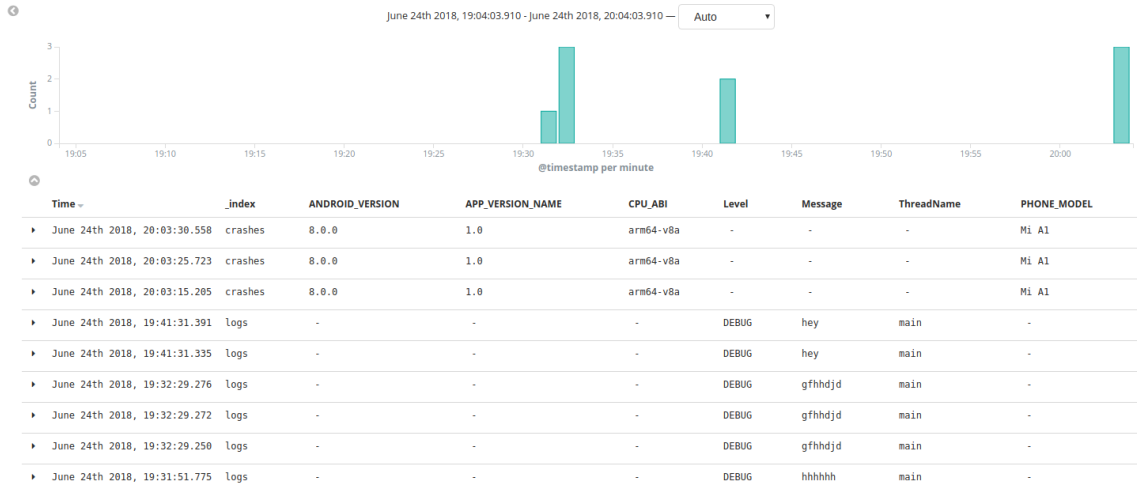 June 24th 2018, 19:04:03.910 - June 24th 2018, 20:04:03.910 — Auto
3
2
1
0
Count
19:05 19:10 19:15 19:20 19:25 19:30 19:35 19:40 19:45 19:50 19:55 20:00
@timestamp per minute
Time _index ANDROID_VERSION APP_VERSION_NAME CPU_ABI Level Message ThreadName PHONE_MODEL
June 24th 2018, 20:03:30.558 crashes 8.0.0 1.0 arm64-v8a - - - Mi A1
June 24th 2018, 20:03:25.723 crashes 8.0.0 1.0 arm64-v8a - - - Mi A1
June 24th 2018, 20:03:15.205 crashes 8.0.0 1.0 arm64-v8a - - - Mi A1
June 24th 2018, 19:41:31.391 logs - - - DEBUG hey main -
June 24th 2018, 19:41:31.335 logs - - - DEBUG hey main -
June 24th 2018, 19:32:29.276 logs - - - DEBUG gfhhdjd main -
June 24th 2018, 19:32:29.272 logs - - - DEBUG gfhhdjd main -
June 24th 2018, 19:32:29.250 logs - - - DEBUG gfhhdjd main -
June 24th 2018, 19:31:51.775 logs - - - DEBUG hhhhhh main -